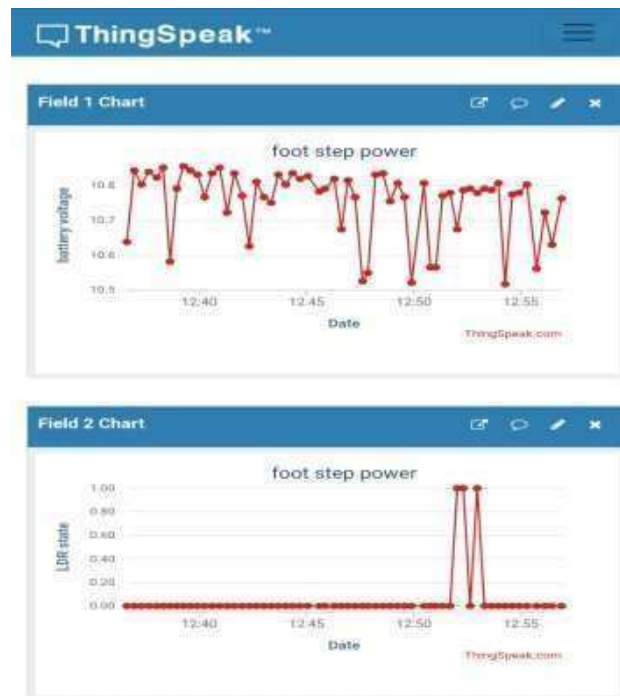 ThingSpeak™
Field 1 Chart
foot step power
battery voltage
10.8
10.7
10.6
10.5
12:40
12:45
12:50
12:55
Date
ThingSpeak.com
Field 2 Chart
foot step power
LDR state
1.00
0.80
0.60
0.40
0.20
0.00
12:40
12:45
12:50
12:55
Date
ThingSpeak.com